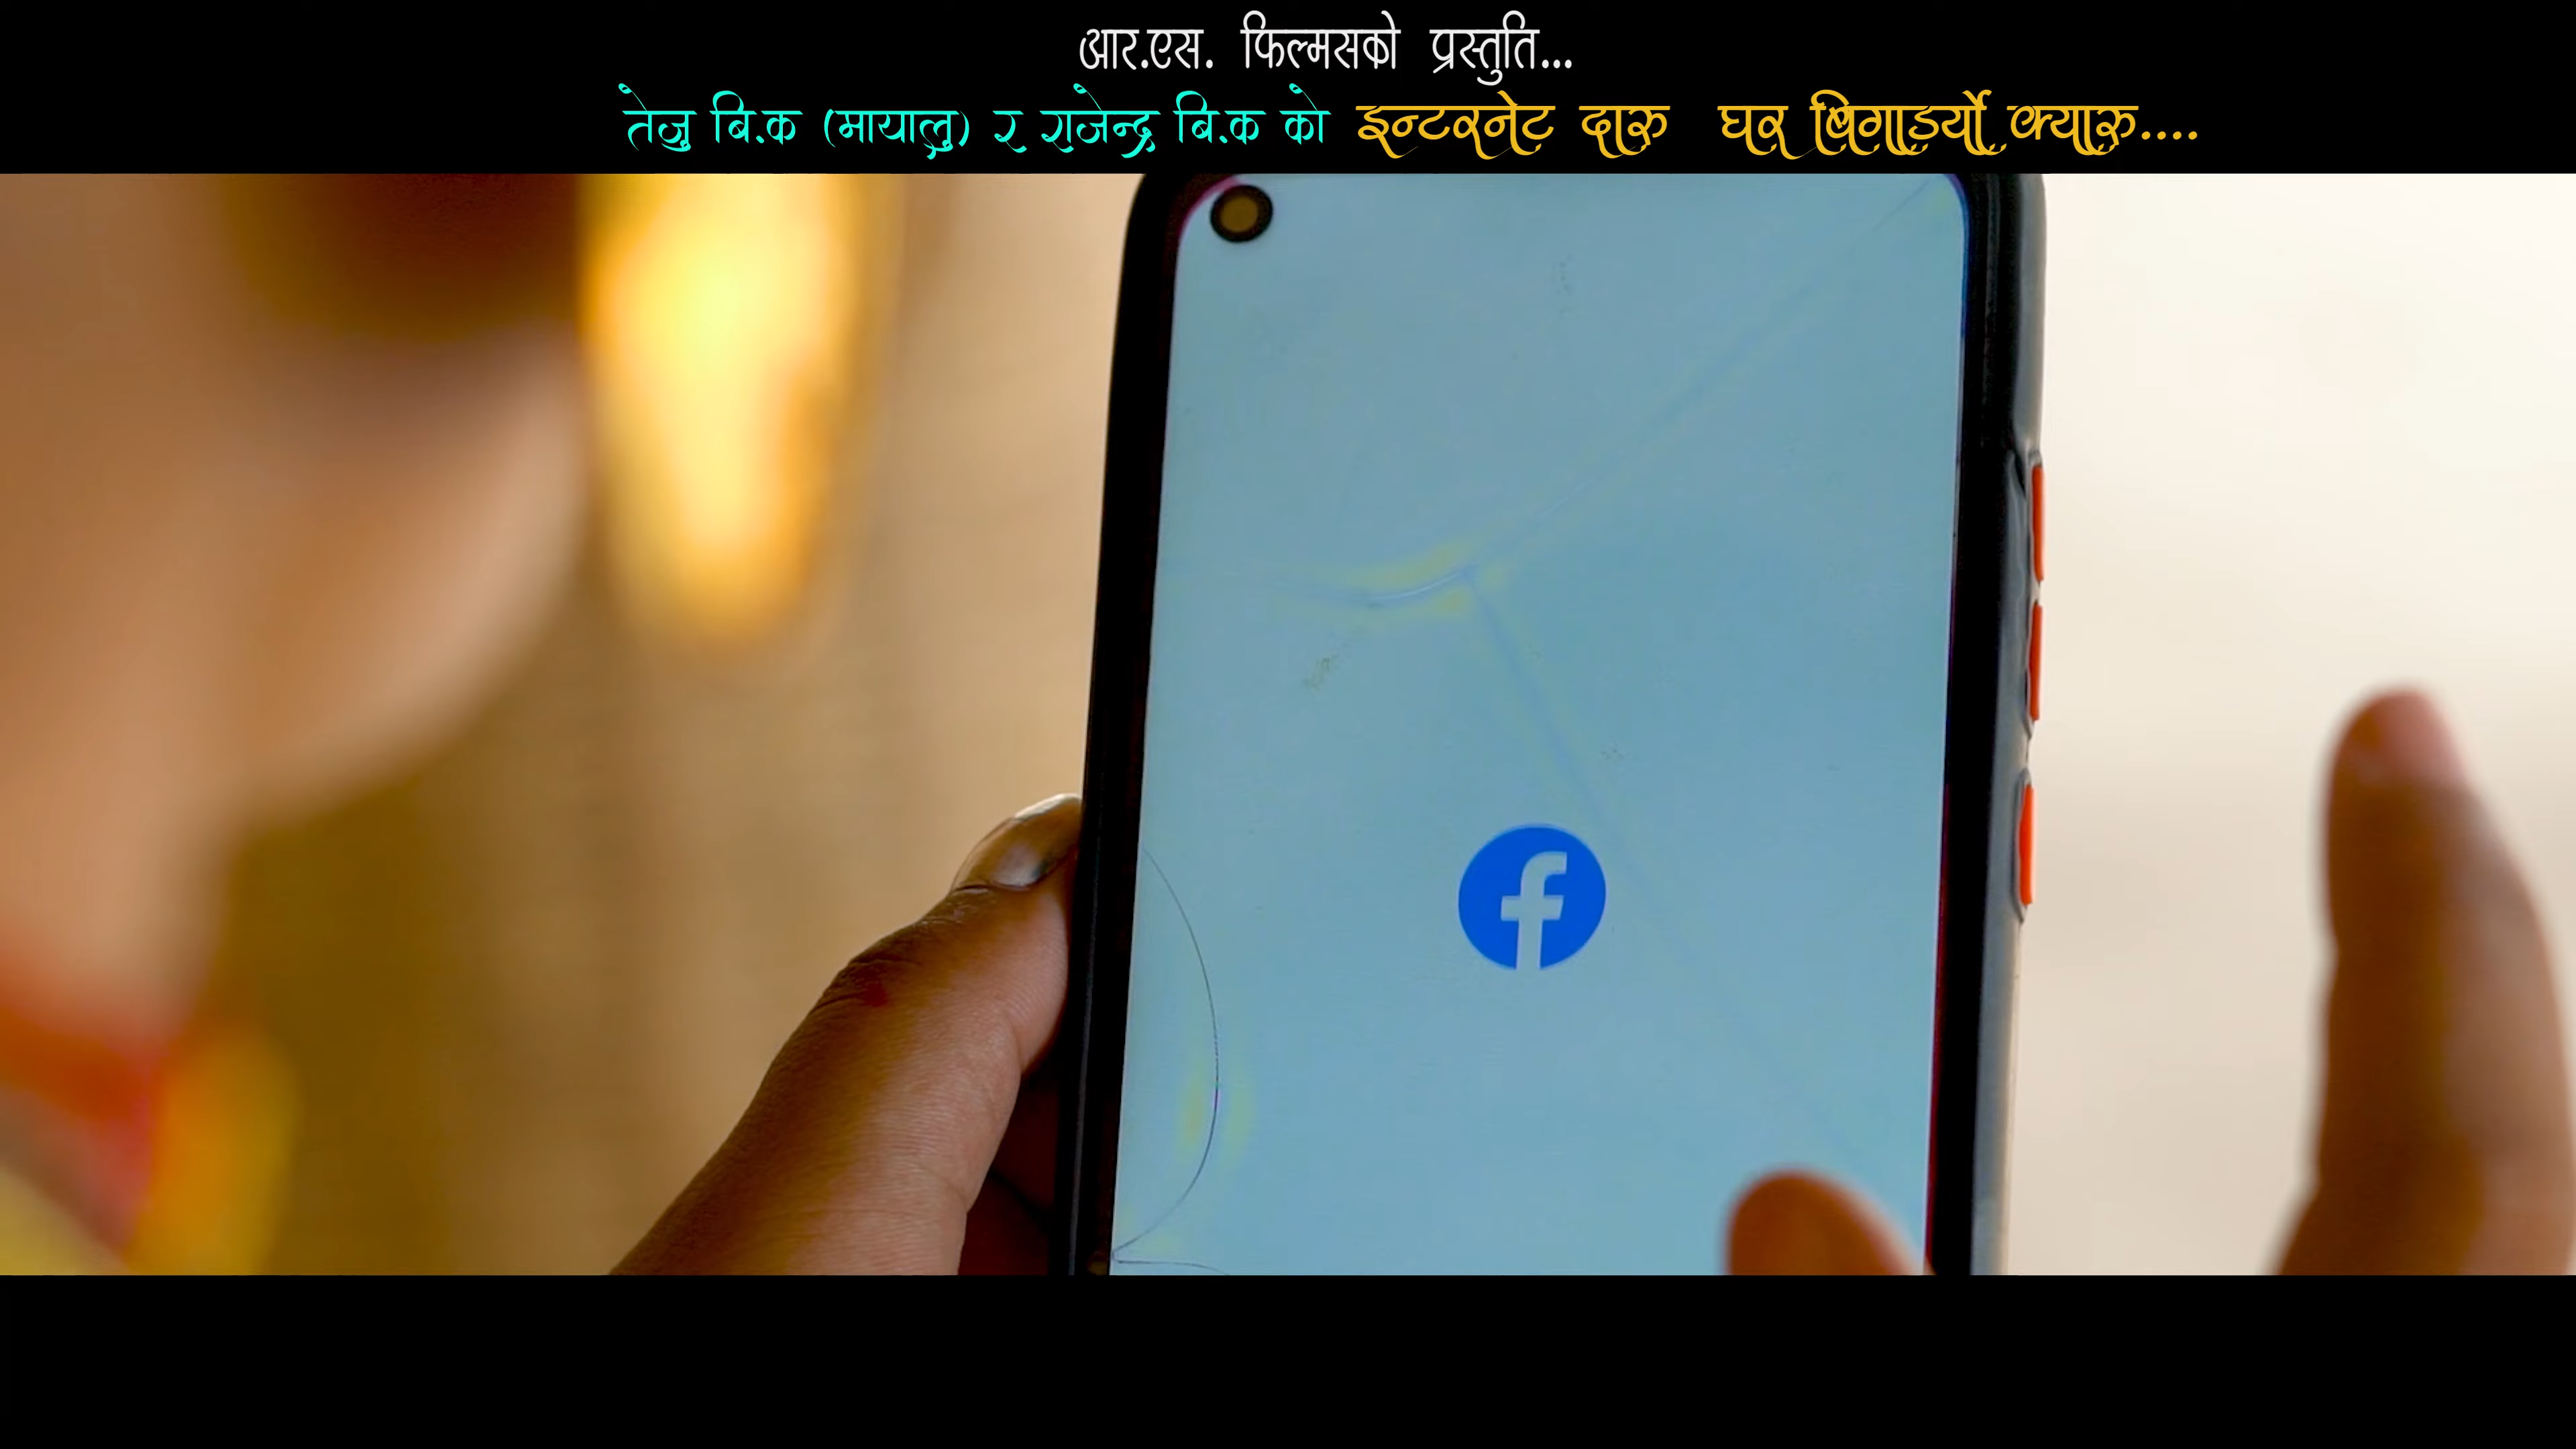 आर.एस. फिल्मसको प्रस्तुति...
तेजु बि.क (मायालु) र राजेन्द्र बि.क को इन्टरनेट दारु घर बिगार्ड्यो क्यारु....